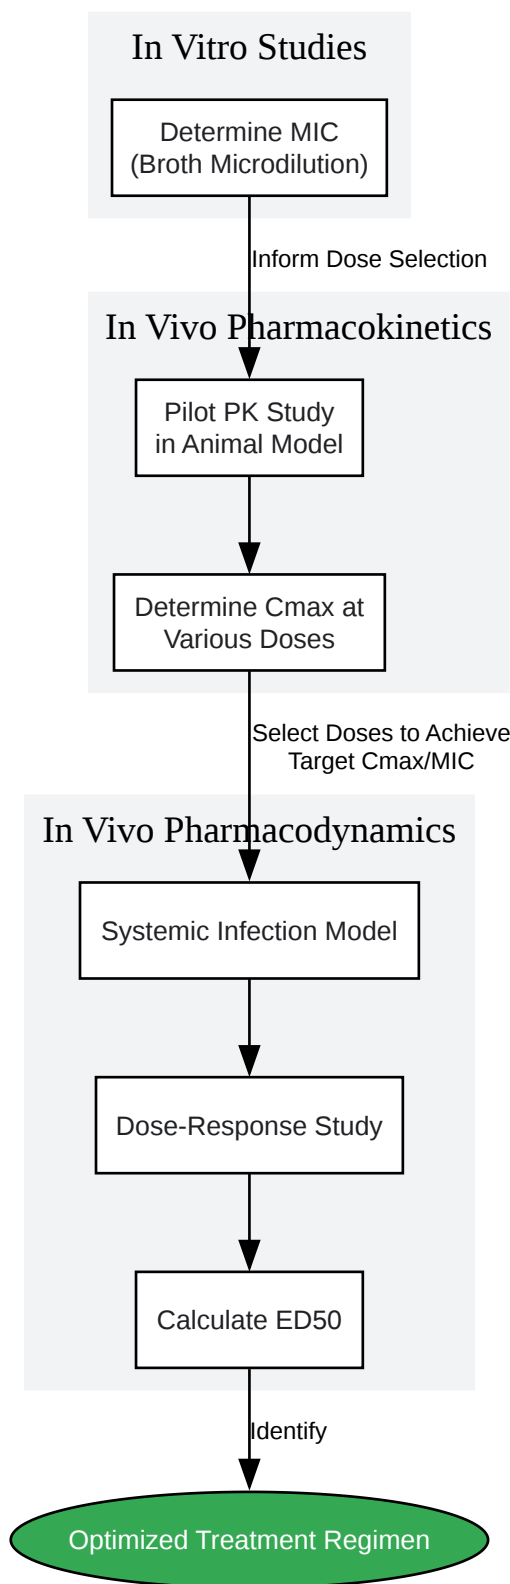 In Vitro Studies
Determine MIC
(Broth Microdilution)
Inform Dose Selection
In Vivo Pharmacokinetics
Pilot PK Study
in Animal Model
Determine Cmax at
Various Doses
Select Doses to Achieve
Target Cmax/MIC
In Vivo Pharmacodynamics
Systemic Infection Model
Dose-Response Study
Calculate ED50
Identify
Optimized Treatment Regimen